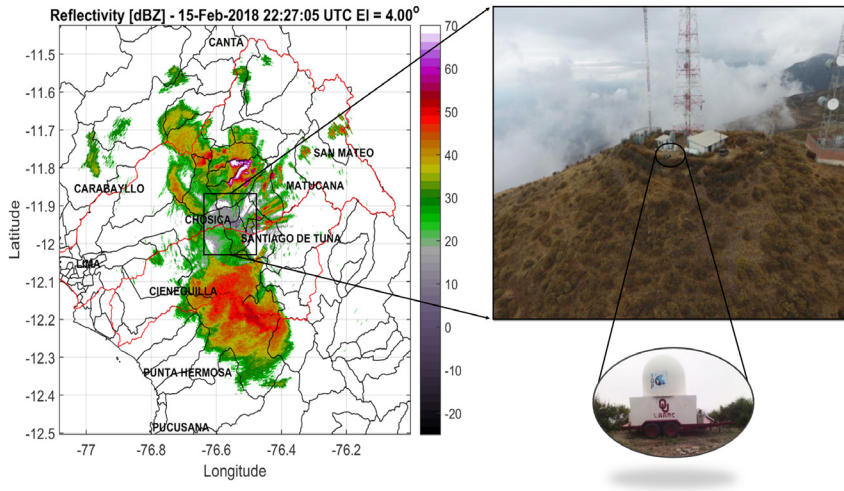 Reflectivity [dBZ] - 15-Feb-2018 22:27:05 UTC El = 4.00°
-11.5
-11.6
-11.7
-11.8
-11.9
-12
-12.1
-12.2
-12.3
-12.4
-12.5
Latitude
CANTA
SAN MATEO
CARABAYLLO
MATUCANA
CHOSICA
SANTIAGO DE TUNA
LIMA
CIENEGUILLA
PUNTA HERMOSA
PUCUSANA
-77
-76.8
-76.6
-76.4
-76.2
Longitude
70
60
50
40
30
20
10
0
-10
-20
OU
LARRC